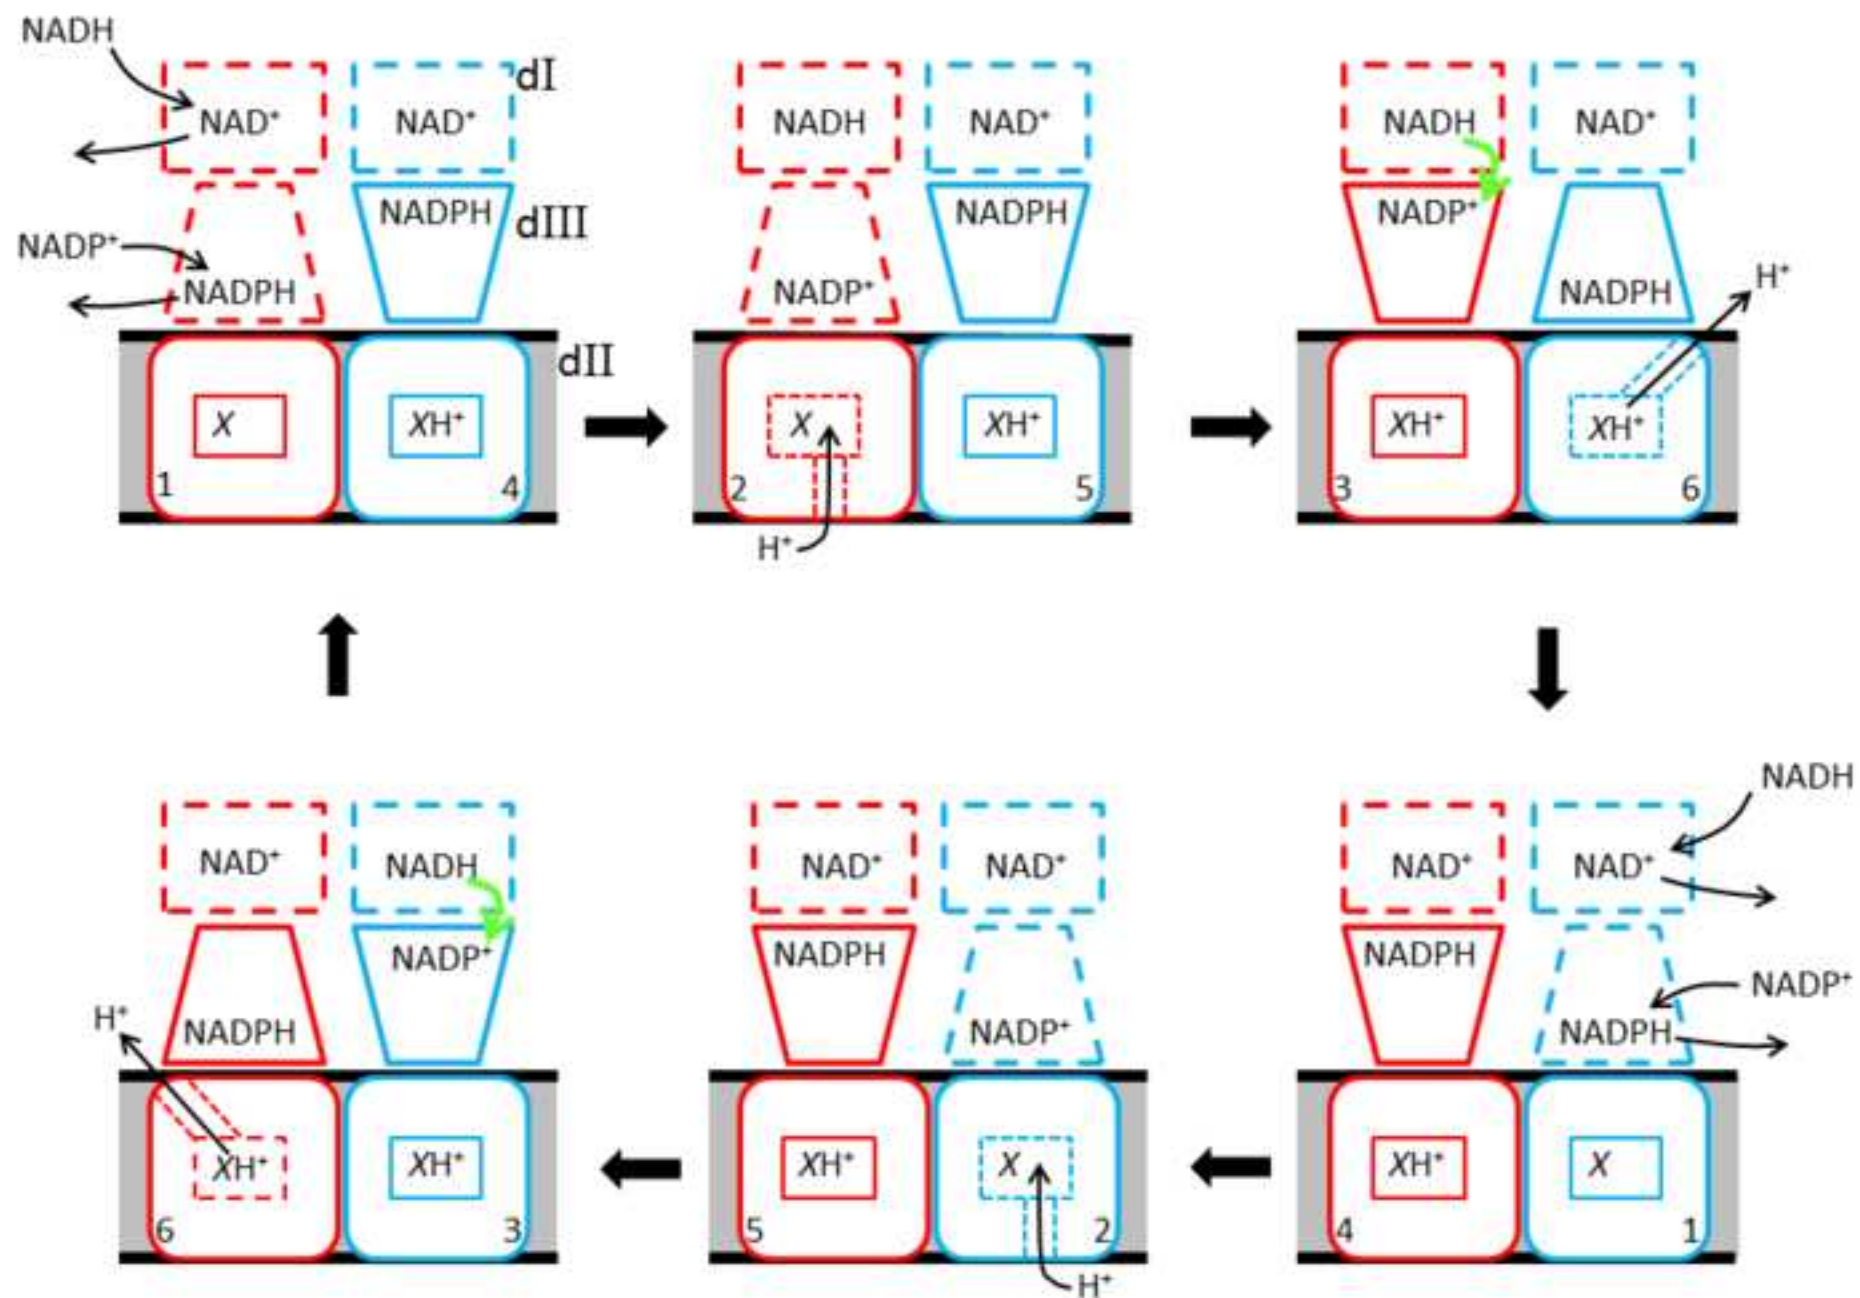 NADH
NAD⁺ NAD⁺ dI
NADPH dIII
NADP⁺
NADPH
dII
X XH⁺
1 4
NADH NAD⁺
NADPH
NADP⁺
X XH⁺
2 5
H⁺
NADH NAD⁺
NADP⁺
H⁺
NADPH
XH⁺ XH⁺
3 6
NAD⁺ NADH
NADP⁺
H⁺
NADPH
XH⁺ XH⁺
6 3
NAD⁺ NAD⁺
NADPH
NADP⁺
XH⁺ X
5 2
H⁺
NADH
NAD⁺ NAD⁺
NADPH
NADP⁺
NADPH
XH⁺ X
4 1